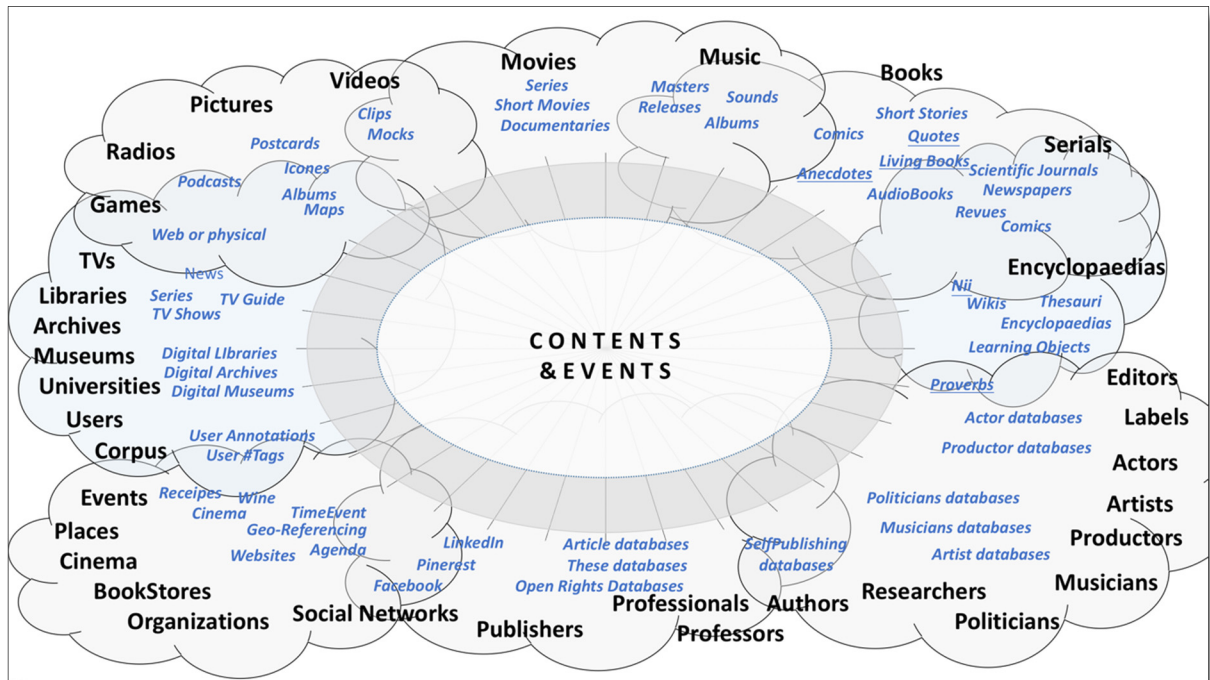 Movies
Music
Videos
Books
Pictures
Series
Masters
Sounds
Short Movies
Releases
Clips
Documentaries
Albums
Mocks
Short Stories
Comics
Quotes
Radios
Postcards
Serials
Icones
Anecdotes
Living Books
Scientific Journals
Podcasts
AudioBooks
Newspapers
Albums
Maps
Games
Revues
Comics
Web or physical
TVs
News
Encyclopaedias
Libraries
Series
TV Guide
TV Shows
Nii
Wikis
Thesauri
Archives
Encyclopaedias
CONTENTS
&EVENTS
Museums
Digital LIbraries
Learning Objects
Digital Archives
Universities
Digital Museums
Proverbs
Editors
Users
Actor databases
Labels
User Annotations
User #Tags
Corpus
Productor databases
Actors
Events
Receipes
Wine
Cinema
TimeEvent
Politicians databases
Artists
Places
Geo-Referencing
Musicians databases
Productors
Cinema
Websites
Agenda
LinkedIn
Article databases
SelfPublishing
databases
Artist databases
Pinerest
These databases
Musicians
BookStores
Facebook
Open Rights Databases
Researchers
Organizations
Social Networks
Professionals
Authors
Politicians
Publishers
Professors